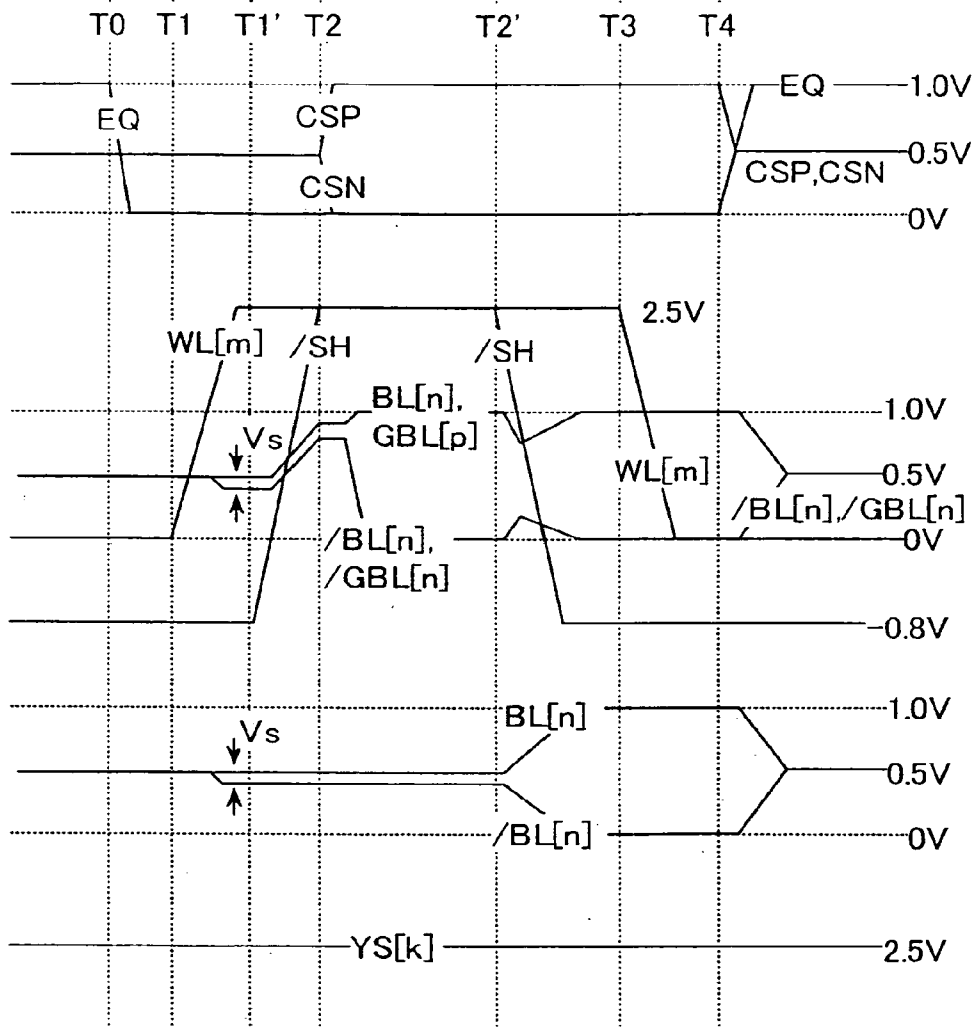 T0 T1 T1' T2 T2' T3 T4
EQ 1.0V
EQ CSP
0.5V
CSP,CSN
CSN
0V
2.5V
WL[m] /SH /SH
BL[n], 1.0V
GBL[p]
Vs
WL[m] 0.5V
/BL[n],/GBL[n]
/BL[n], 0V
/GBL[n]
-0.8V
BL[n] 1.0V
Vs
0.5V
/BL[n] 0V
YS[k] 2.5V